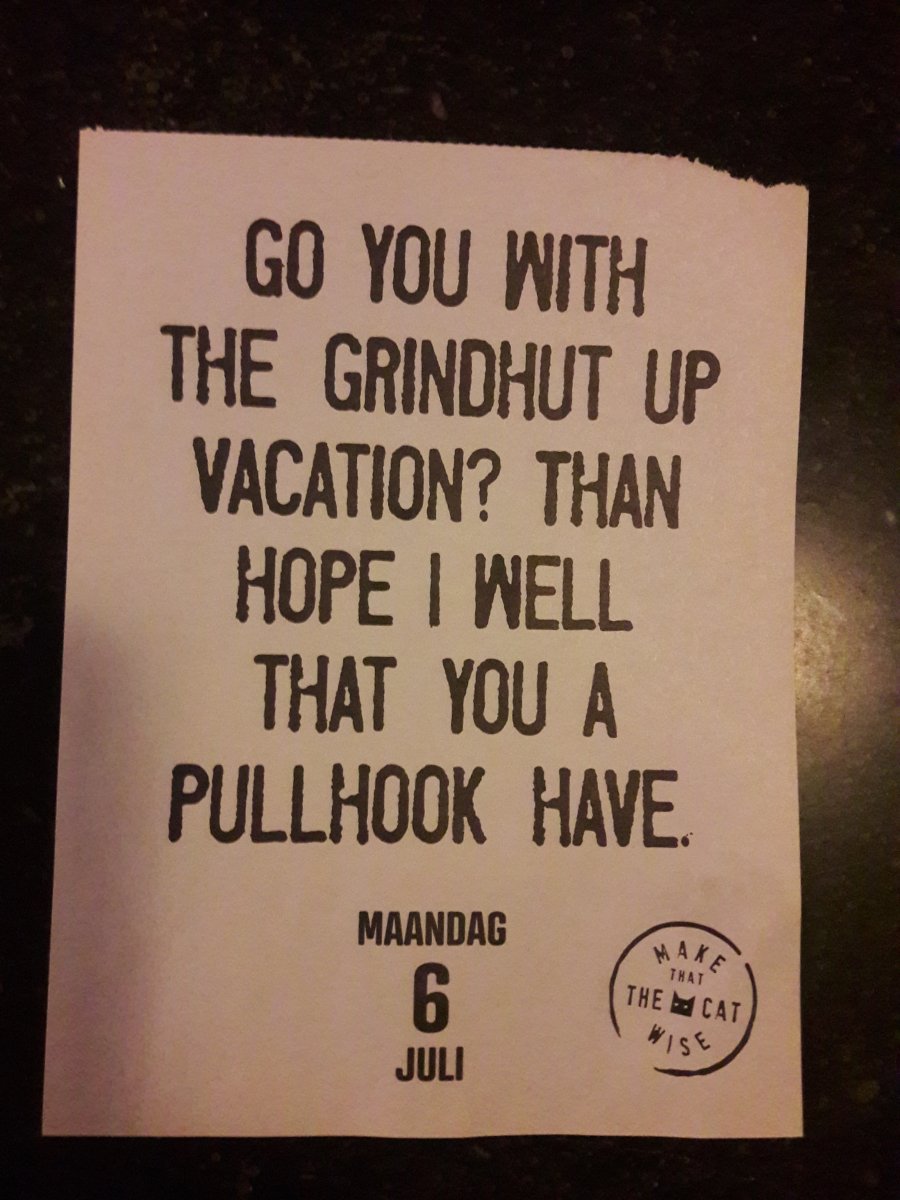 GO YOU WITH
THE GRINDHUT UP
VACATION? THAN
HOPE I WELL
THAT YOU A
PULLHOOK HAVE.
MAANDAG
6
JULI
MAKE
THAT
THE CAT
WISE